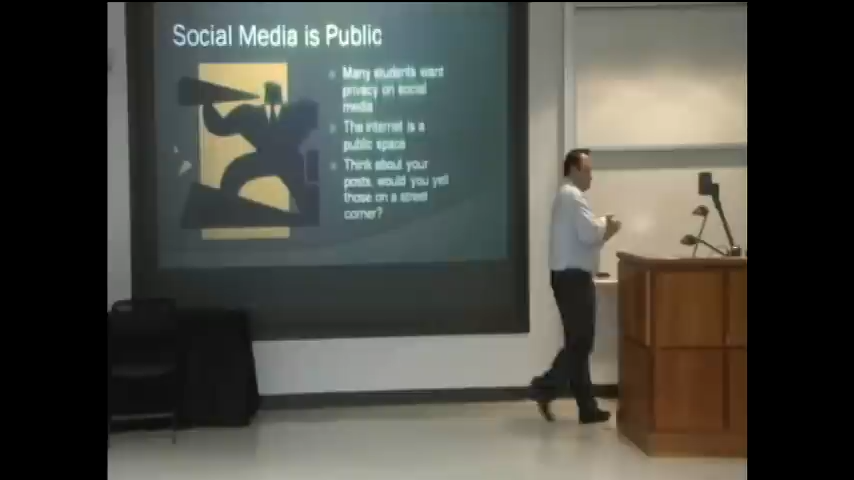 Social Media is Public
Many students want
privacy on social
media
The internet is a
public space
Think about your
posts, would you yell
those on a street
corner?